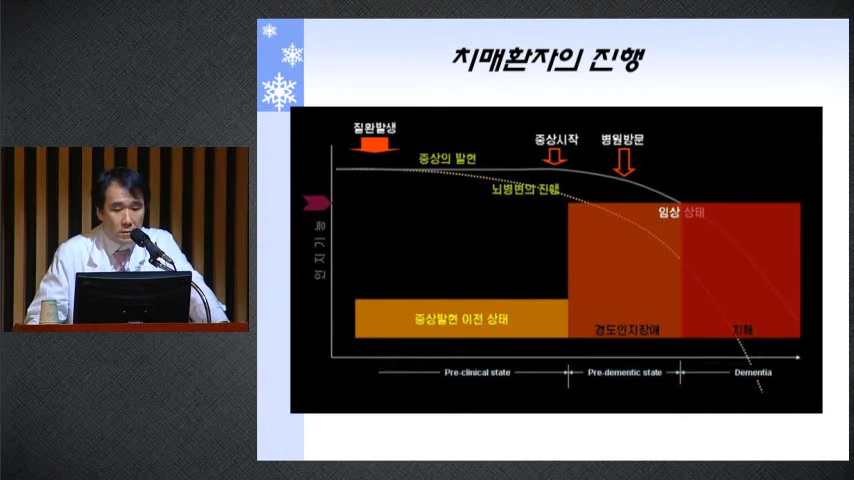 치매환자의 진행
질환발생
증상시작
병원방문
증상의 발현
뇌병변의 진행
임상 상태
인지기능
증상발현 이전 상태
경도인지장애
치매
Pre-clinical state
Pre-dementic state
Dementia